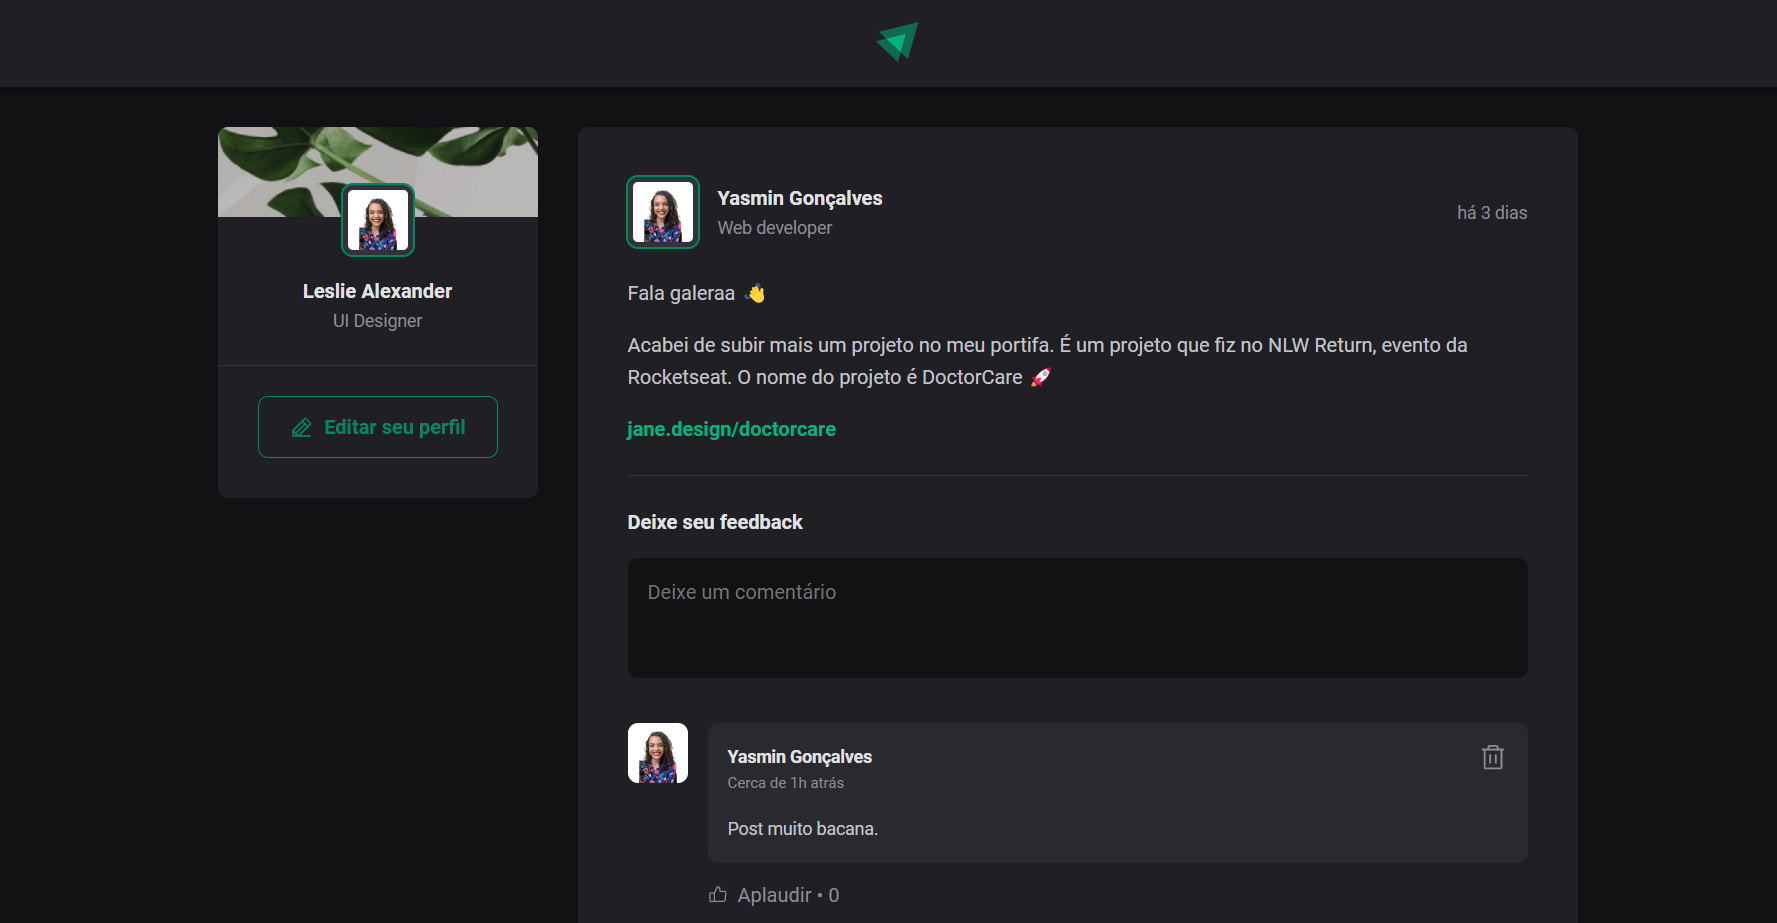 Leslie Alexander
UI Designer
Editar seu perfil
Yasmin Gonçalves
Web developer
há 3 dias
Fala galeraa 👋
Acabei de subir mais um projeto no meu portifa. É um projeto que fiz no NLW Return, evento da
Rocketseat. O nome do projeto é DoctorCare 🚀
jane.design/doctorcare
Deixe seu feedback
Deixe um comentário
Yasmin Gonçalves
Cerca de 1h atrás
Post muito bacana.
Aplaudir • 0